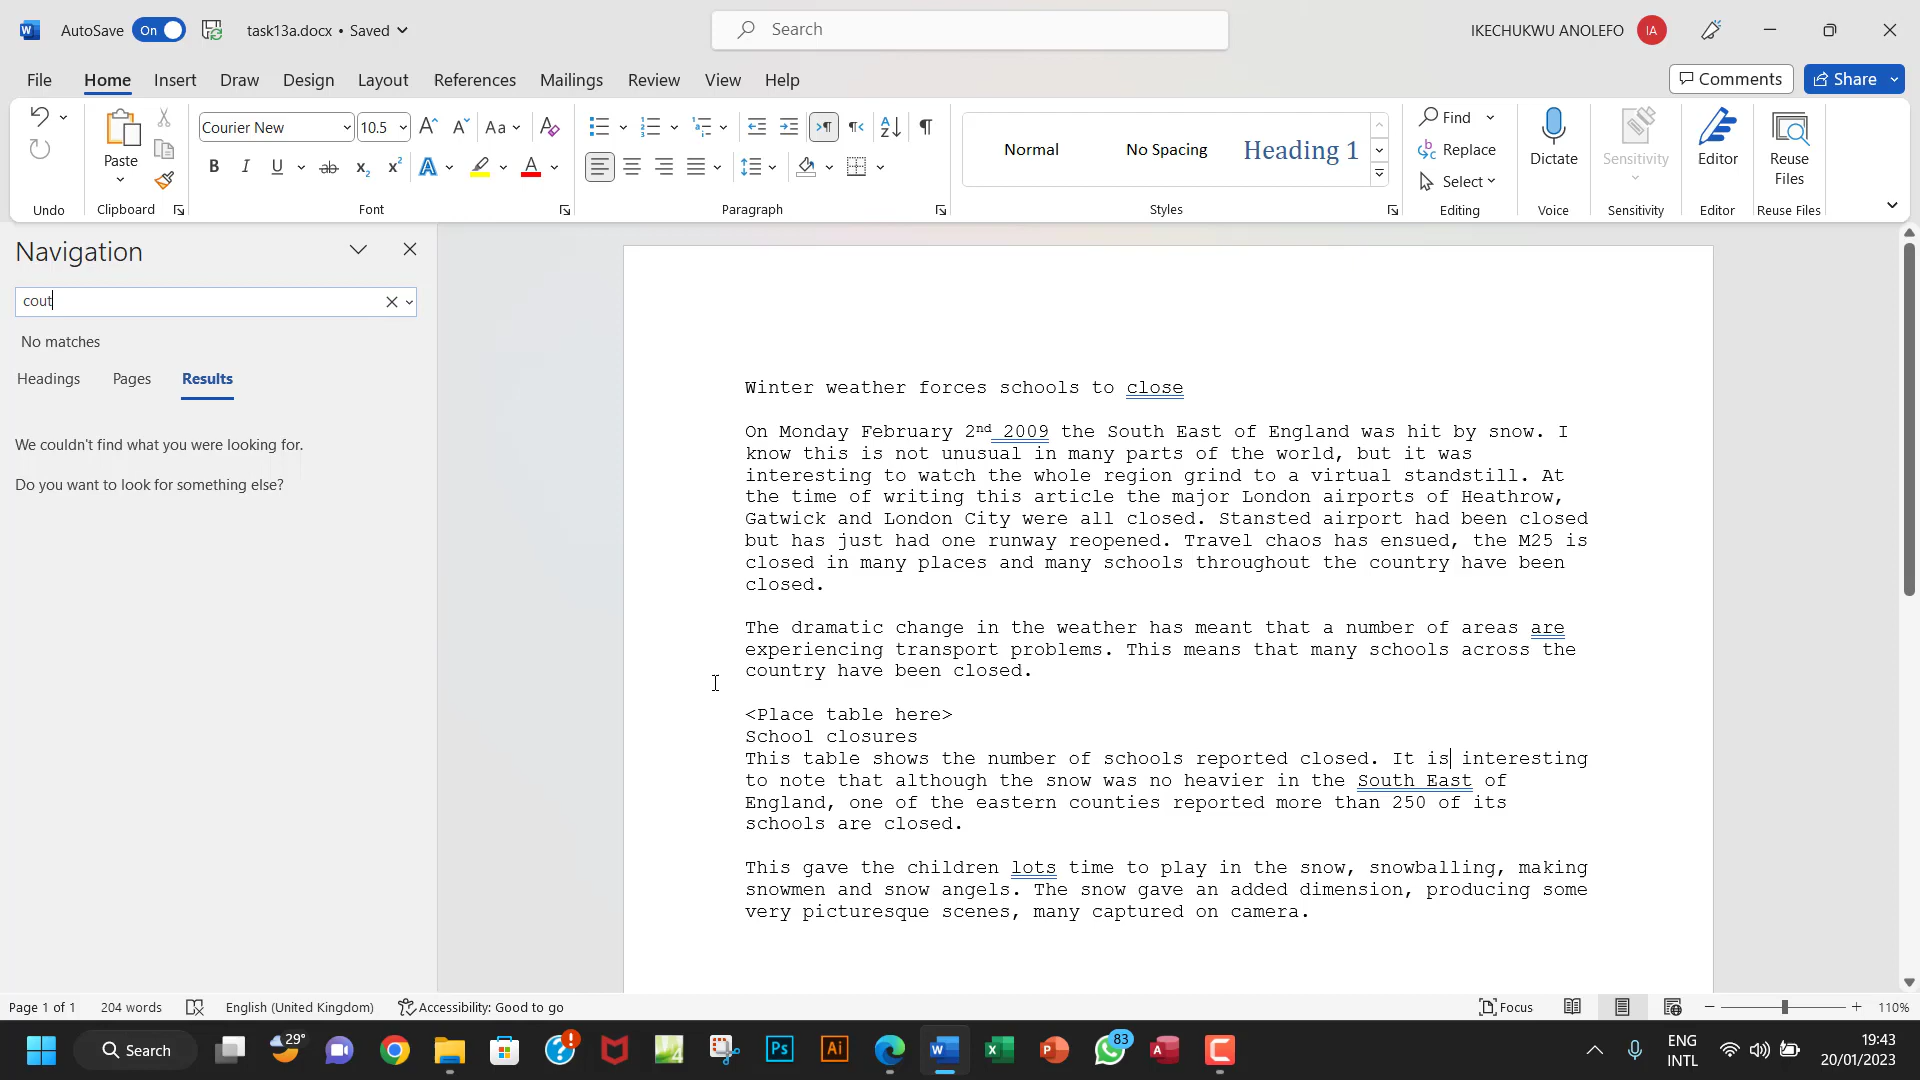 AutoSave On task13a.docx • Saved Search IKECHUKWU ANOLEFO IA
File Home Insert Draw Design Layout References Mailings Review View Help Comments Share
Courier New 10.5 Aa
Paste
Normal No Spacing Heading 1
Find
Replace
Select
Dictate Sensitivity Editor Reuse
Files
Undo Clipboard Font Paragraph Styles Editing Voice Sensitivity Editor Reuse Files
Navigation
cout
No matches
Headings Pages Results
We couldn't find what you were looking for.
Do you want to look for something else?
Winter weather forces schools to close
On Monday February 2nd 2009 the South East of England was hit by snow. I
know this is not unusual in many parts of the world, but it was
interesting to watch the whole region grind to a virtual standstill. At
the time of writing this article the major London airports of Heathrow,
Gatwick and London City were all closed. Stansted airport had been closed
but has just had one runway reopened. Travel chaos has ensued, the M25 is
closed in many places and many schools throughout the country have been
closed.
The dramatic change in the weather has meant that a number of areas are
experiencing transport problems. This means that many schools across the
country have been closed.
<Place table here>
School closures
This table shows the number of schools reported closed. It is interesting
to note that although the snow was no heavier in the South East of
England, one of the eastern counties reported more than 250 of its
schools are closed.
This gave the children lots time to play in the snow, snowballing, making
snowmen and snow angels. The snow gave an added dimension, producing some
very picturesque scenes, many captured on camera.
Page 1 of 1 204 words English (United Kingdom) Accessibility: Good to go Focus 110%
Search 29° Ps Ai 83 ENG
INTL
19:43
20/01/2023